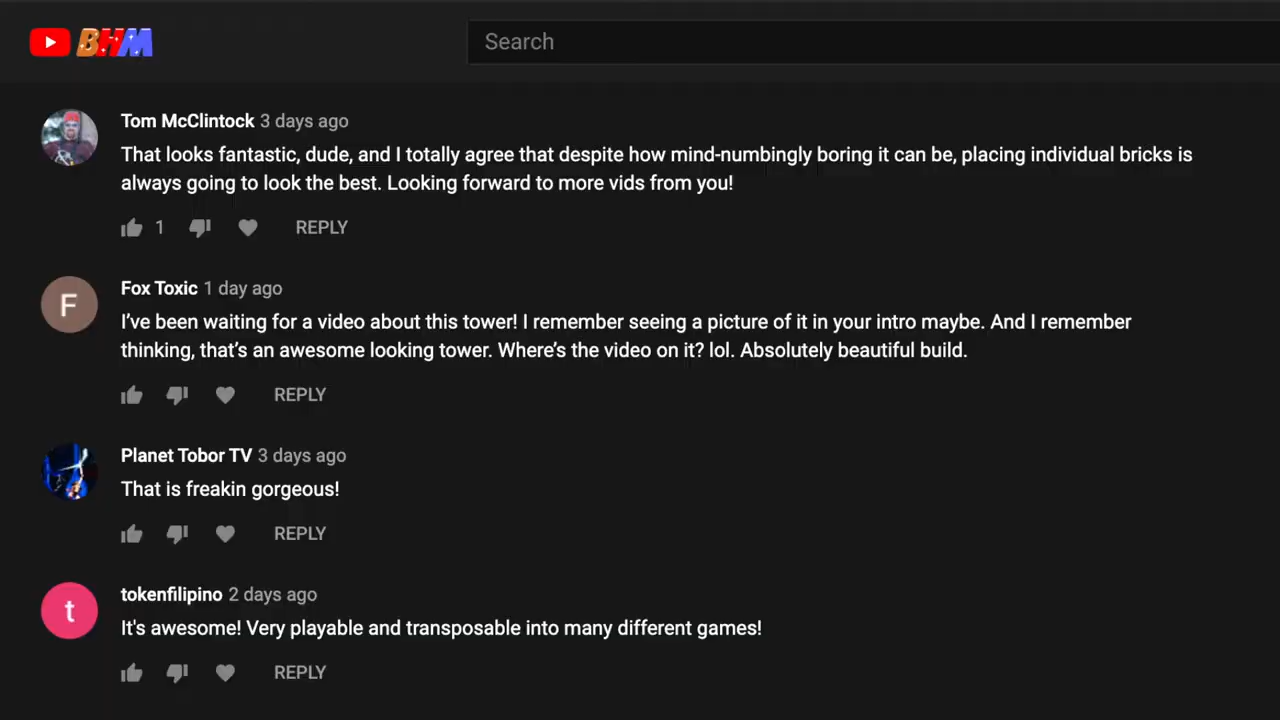 BHM
Search
Tom McClintock 3 days ago
That looks fantastic, dude, and I totally agree that despite how mind-numbingly boring it can be, placing individual bricks is
always going to look the best. Looking forward to more vids from you!
1 REPLY
F
Fox Toxic 1 day ago
I’ve been waiting for a video about this tower! I remember seeing a picture of it in your intro maybe. And I remember
thinking, that’s an awesome looking tower. Where’s the video on it? lol. Absolutely beautiful build.
REPLY
Planet Tobor TV 3 days ago
That is freakin gorgeous!
REPLY
t
tokenfilipino 2 days ago
It's awesome! Very playable and transposable into many different games!
REPLY